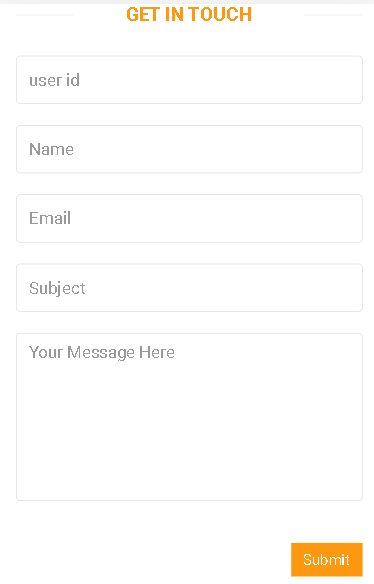 GET IN TOUCH
user id
Name
Email
Subject
Your Message Here
Submit